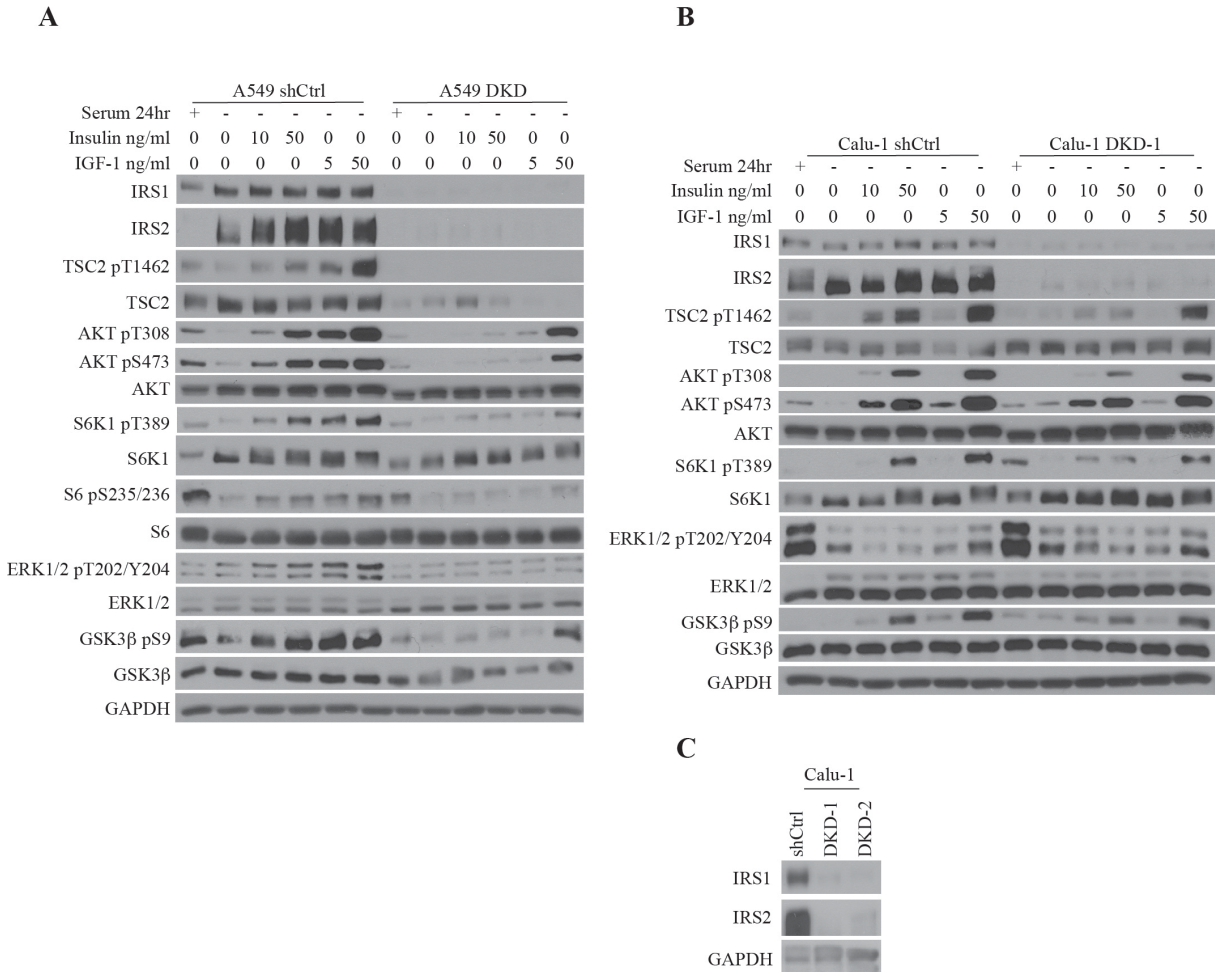 A
A549 shCtrl A549 DKD
Serum 24hr + - - - - - + - - - - -
Insulin ng/ml 0 0 10 50 0 0 0 0 10 50 0 0
IGF-1 ng/ml 0 0 0 0 5 50 0 0 0 0 5 50
IRS1
IRS2
TSC2 pT1462
TSC2
AKT pT308
AKT pS473
AKT
S6K1 pT389
S6K1
S6 pS235/236
S6
ERK1/2 pT202/Y204
ERK1/2
GSK3β pS9
GSK3β
GAPDH
B
Calu-1 shCtrl Calu-1 DKD-1
Serum 24hr + - - - - - + - - - - -
Insulin ng/ml 0 0 10 50 0 0 0 0 10 50 0 0
IGF-1 ng/ml 0 0 0 0 5 50 0 0 0 0 5 50
IRS1
IRS2
TSC2 pT1462
TSC2
AKT pT308
AKT pS473
AKT
S6K1 pT389
S6K1
ERK1/2 pT202/Y204
ERK1/2
GSK3β pS9
GSK3β
GAPDH
C
Calu-1
shCtrl DKD-1 DKD-2
IRS1
IRS2
GAPDH